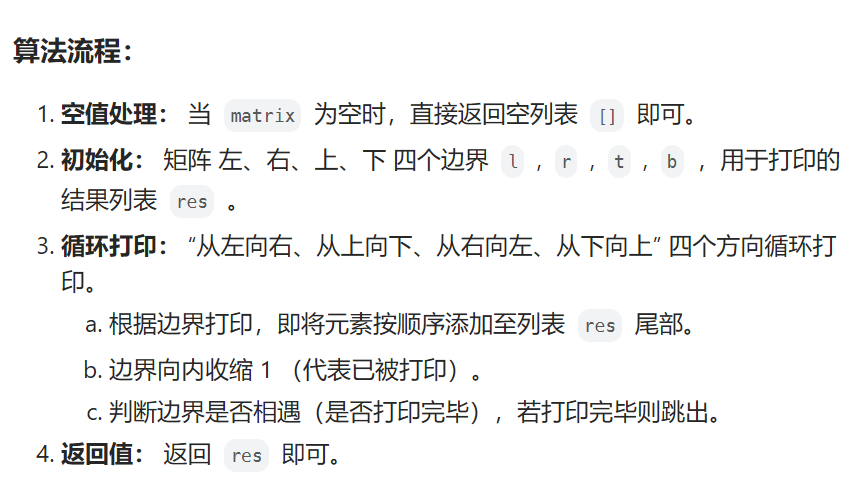 算法流程：
1. 空值处理： 当 matrix 为空时，直接返回空列表 [] 即可。
2. 初始化： 矩阵 左、右、上、下 四个边界 l , r , t , b ，用于打印的
结果列表 res 。
3. 循环打印： “从左向右、从上向下、从右向左、从下向上” 四个方向循环打
印。
a. 根据边界打印，即将元素按顺序添加至列表 res 尾部。
b. 边界向内收缩 1 （代表已被打印）。
c. 判断边界是否相遇（是否打印完毕），若打印完毕则跳出。
4. 返回值： 返回 res 即可。